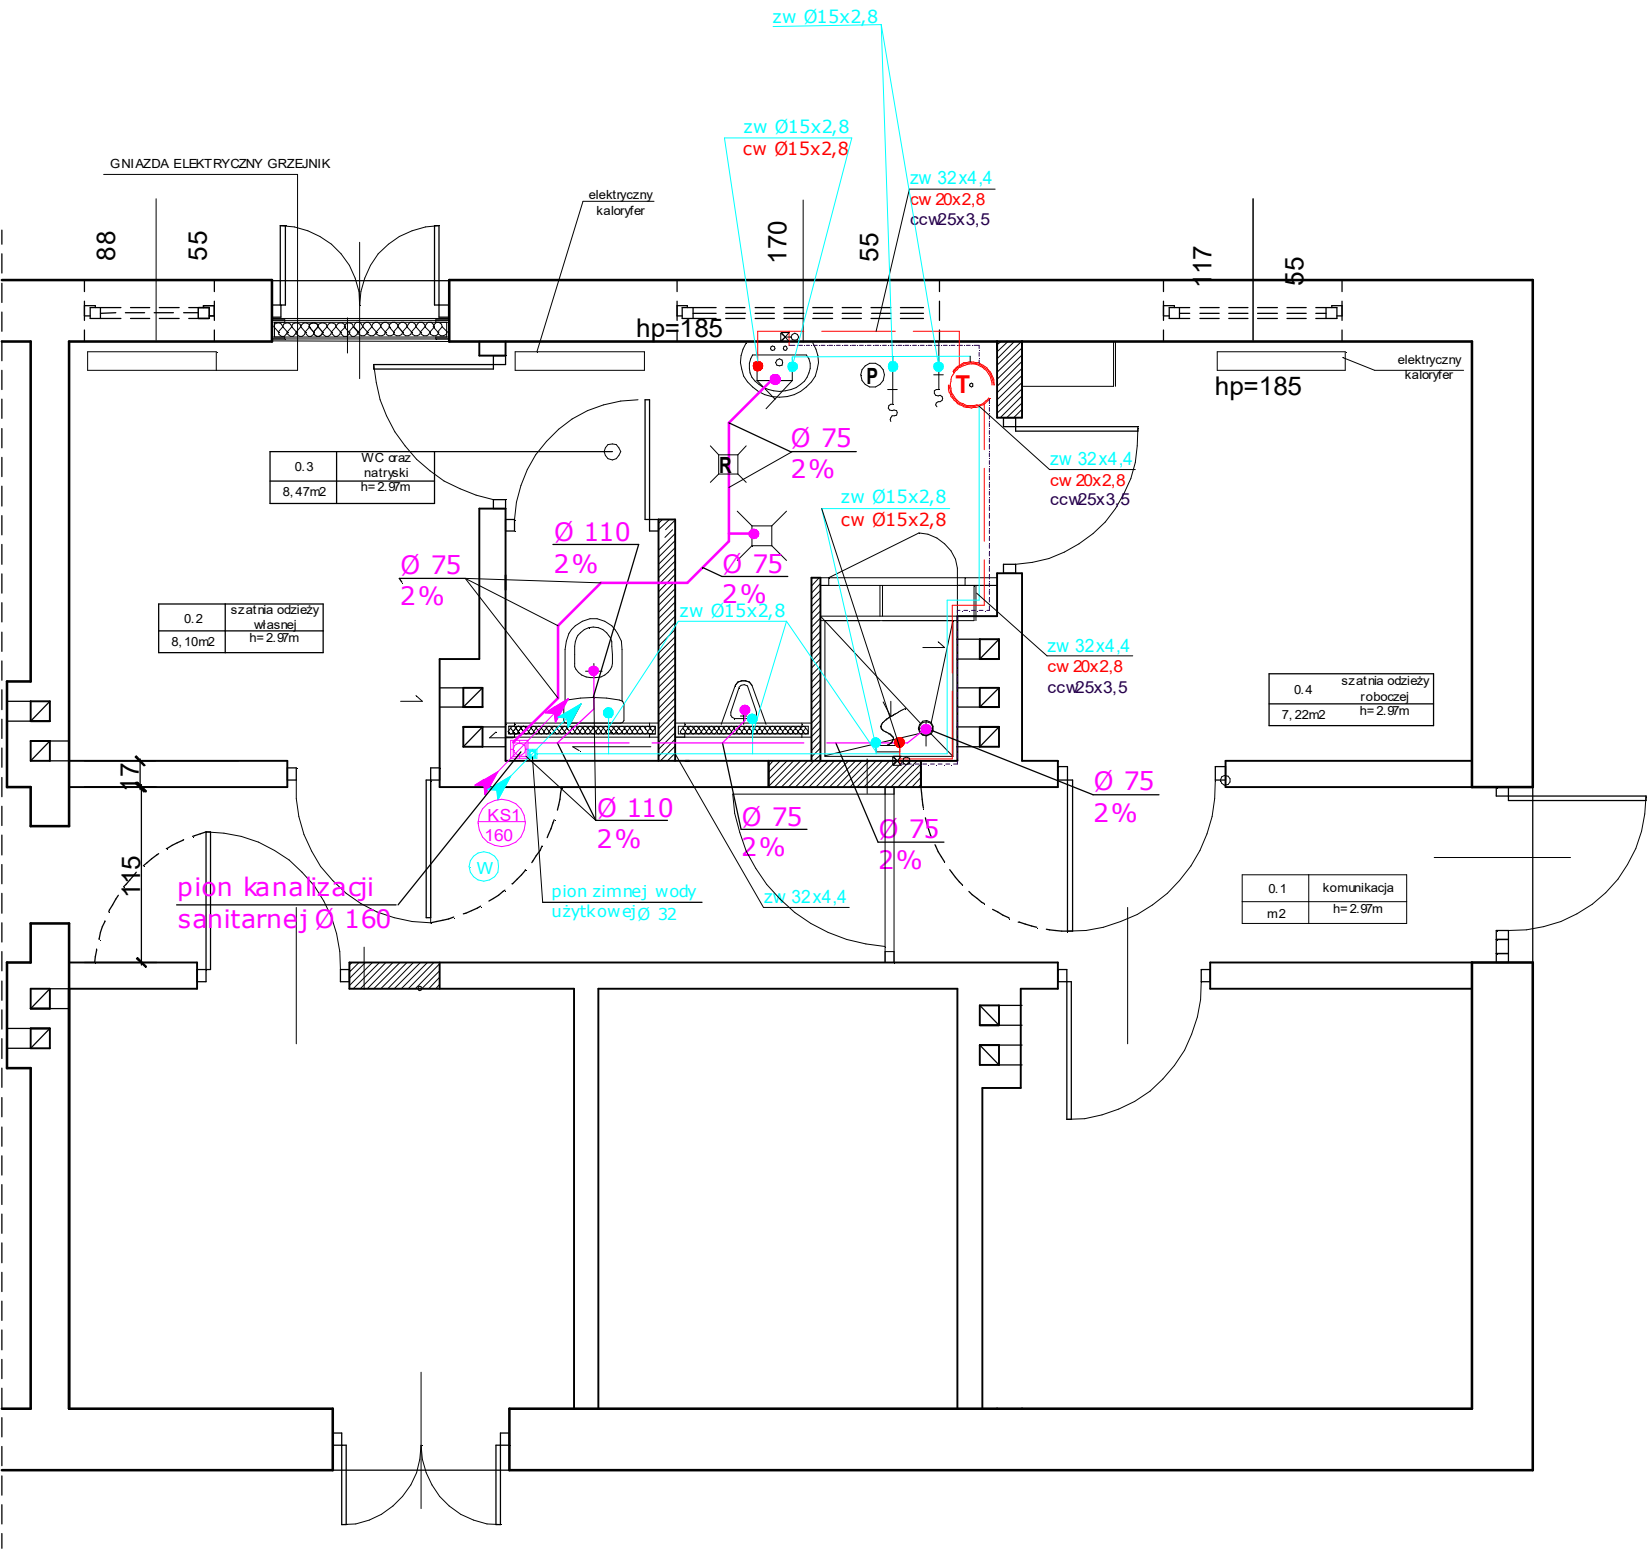 zw Ø15x2,8
zw Ø15x2,8
cw Ø15x2,8
GNIAZDA ELEKTRYCZNY GRZEJNIK
elektryczny
kaloryfer
zw 32x4,4
cw 20x2,8
ccw25x3,5
88
55
170
55
117
55
hp=185
elektryczny
kaloryfer
hp=185
P
T
R
Ø 75
2%
0.3
WC oraz
natryski
8,47m2
h=2.97m
zw 32x4,4
cw 20x2,8
ccw25x3,5
zw Ø15x2,8
cw Ø15x2,8
Ø 110
2%
Ø 75
2%
Ø 75
2%
zw Ø15x2,8
0.2
szatnia odzieży
własnej
8,10m2
h=2.97m
zw 32x4,4
cw 20x2,8
ccw25x3,5
0.4
szatnia odzieży
roboczej
7,22m2
h=2.97m
17
Ø 75
2%
KS1
160
Ø 110
2%
Ø 75
2%
Ø 75
2%
W
115
pion kanalizacji
sanitarnej Ø 160
pion zimnej wody
użytkowej Ø 32
zw 32x4,4
0.1
komunikacja
m2
h=2.97m